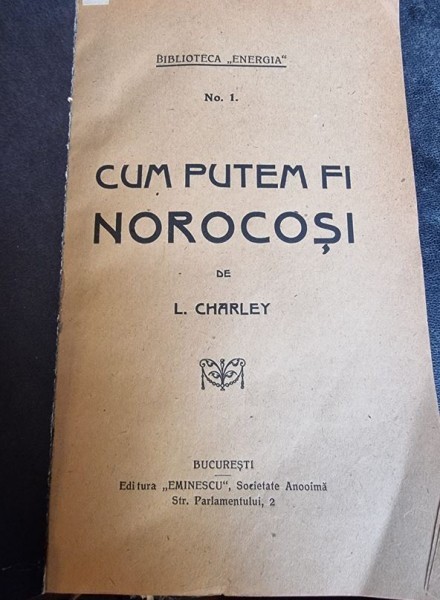 BIBLIOTECA „ENERGIA“
No. 1.
CUM PUTEM FI
NOROCOȘI
DE
L. CHARLEY
BUCUREȘTI
Editura „EMINESCU“, Societate Anooimă
Str. Parlamentului, 2